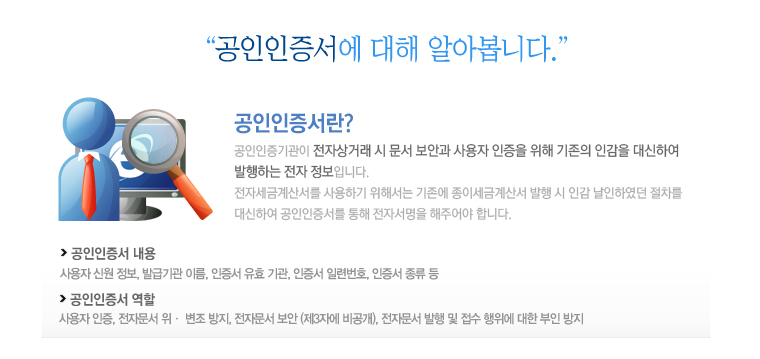 “공인인증서에 대해 알아봅니다.”
공인인증서란?
공인인증기관이 전자상거래 시 문서 보안과 사용자 인증을 위해 기존의 인감을 대신하여
발행하는 전자 정보입니다.
전자세금계산서를 사용하기 위해서는 기존에 종이세금계산서 발행 시 인감 날인하였던 절차를
대신하여 공인인증서를 통해 전자서명을 해주어야 합니다.
> 공인인증서 내용
사용자 신원 정보, 발급기관 이름, 인증서 유효 기관, 인증서 일련번호, 인증서 종류 등
> 공인인증서 역할
사용자 인증, 전자문서 위 · 변조 방지, 전자문서 보안 (제3자에 비공개), 전자문서 발행 및 접수 행위에 대한 부인 방지